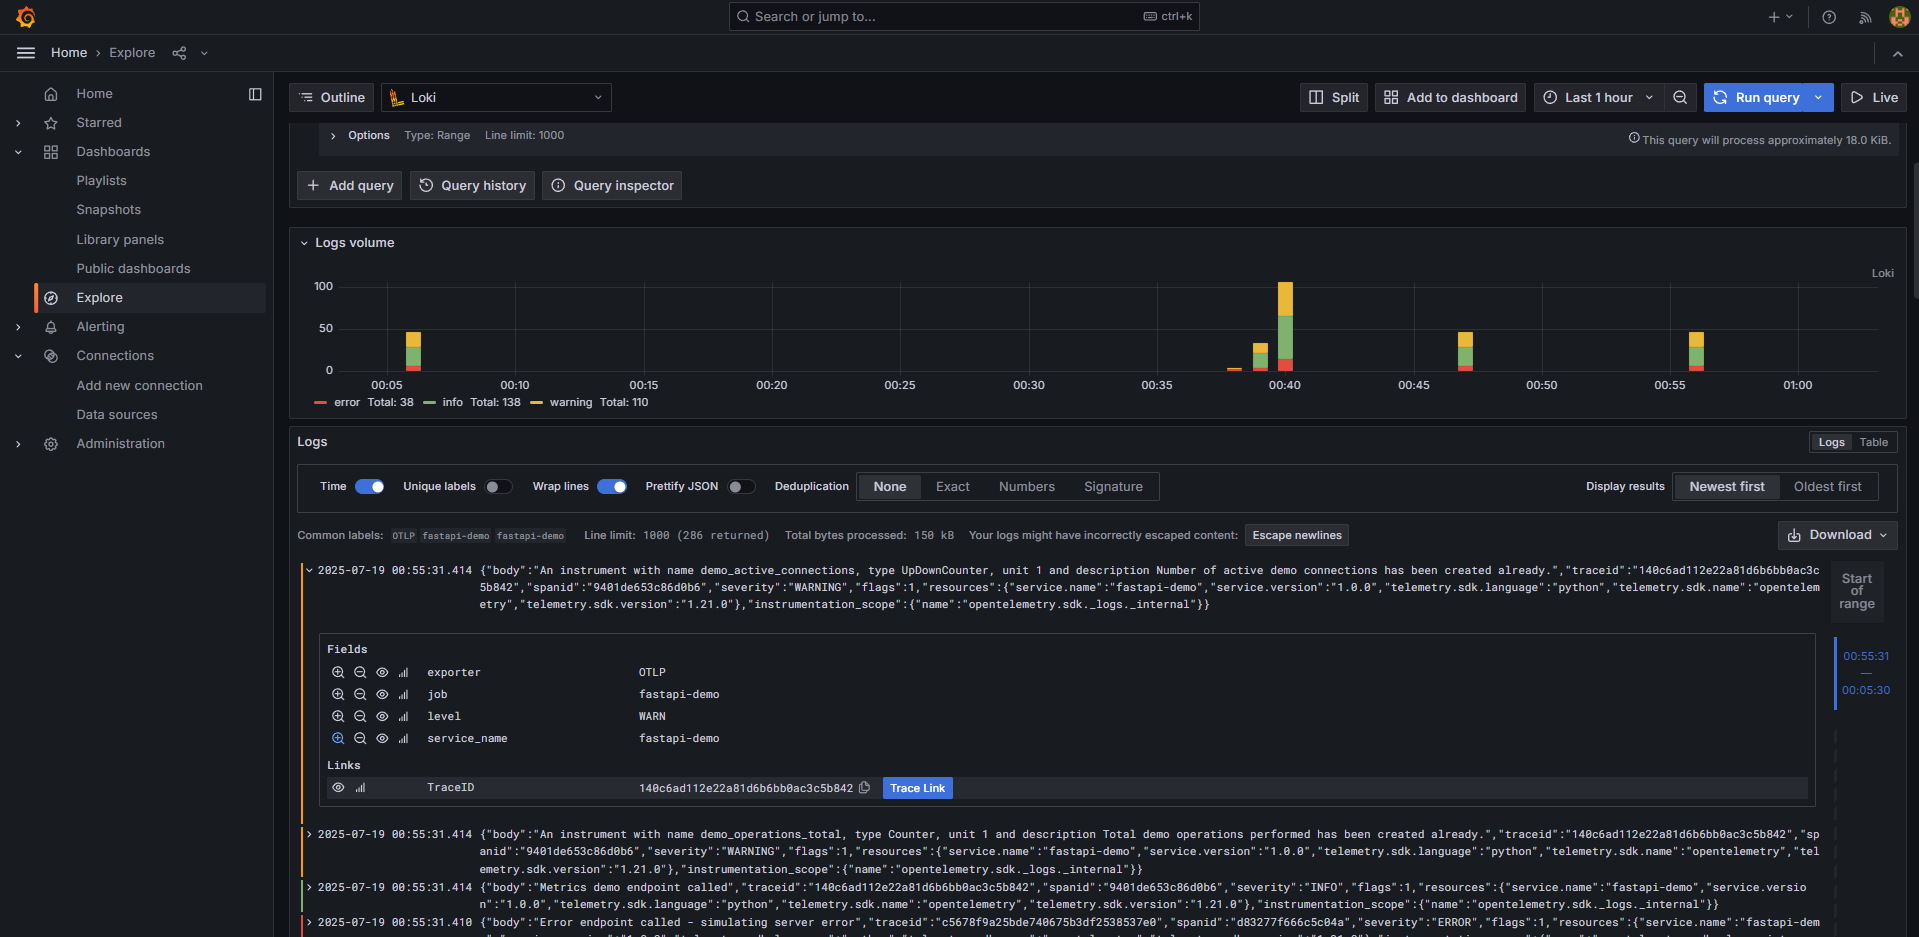 Search or jump to...
ctrl+k
Home › Explore
Home
Starred
Dashboards
Playlists
Snapshots
Library panels
Public dashboards
Explore
Alerting
Connections
Add new connection
Data sources
Administration
Outline
Loki
Split
Add to dashboard
Last 1 hour
Run query
Live
Options Type: Range Line limit: 1000
This query will process approximately 18.0 KiB.
+ Add query
Query history
Query inspector
Logs volume
Loki
100
50
0
00:05 00:10 00:15 00:20 00:25 00:30 00:35 00:40 00:45 00:50 00:55 01:00
error Total: 38 info Total: 138 warning Total: 110
Logs
Logs Table
Time Unique labels Wrap lines Prettify JSON Deduplication None Exact Numbers Signature
Display results Newest first Oldest first
Common labels: OTLP fastapi-demo fastapi-demo Line limit: 1000 (286 returned) Total bytes processed: 150 kB Your logs might have incorrectly escaped content: Escape newlines
Download
2025-07-19 00:55:31.414 {"body":"An instrument with name demo_active_connections, type UpDownCounter, unit 1 and description Number of active demo connections has been created already.","traceid":"140c6ad112e22a81d6b6bb0ac3c
5b842","spanid":"9401de653c86d0b6","severity":"WARNING","flags":1,"resources":{"service.name":"fastapi-demo","service.version":"1.0.0","telemetry.sdk.language":"python","telemetry.sdk.name":"opentelem
etry","telemetry.sdk.version":"1.21.0"},"instrumentation_scope":{"name":"opentelemetry.sdk._logs._internal"}}
Start
of
range
00:55:31
—
00:05:30
Fields
exporter OTLP
job fastapi-demo
level WARN
service_name fastapi-demo
Links
TraceID 140c6ad112e22a81d6b6bb0ac3c5b842 Trace Link
2025-07-19 00:55:31.414 {"body":"An instrument with name demo_operations_total, type Counter, unit 1 and description Total demo operations performed has been created already.","traceid":"140c6ad112e22a81d6b6bb0ac3c5b842","sp
anid":"9401de653c86d0b6","severity":"WARNING","flags":1,"resources":{"service.name":"fastapi-demo","service.version":"1.0.0","telemetry.sdk.language":"python","telemetry.sdk.name":"opentelemetry","tel
emetry.sdk.version":"1.21.0"},"instrumentation_scope":{"name":"opentelemetry.sdk._logs._internal"}}
2025-07-19 00:55:31.414 {"body":"Metrics demo endpoint called","traceid":"140c6ad112e22a81d6b6bb0ac3c5b842","spanid":"9401de653c86d0b6","severity":"INFO","flags":1,"resources":{"service.name":"fastapi-demo","service.versio
n":"1.0.0","telemetry.sdk.language":"python","telemetry.sdk.name":"opentelemetry","telemetry.sdk.version":"1.21.0"},"instrumentation_scope":{"name":"opentelemetry.sdk._logs._internal"}}
2025-07-19 00:55:31.410 {"body":"Error endpoint called - simulating server error","traceid":"c5678f9a25bde740675b3df2538537e0","spanid":"d83277f666c5c04a","severity":"ERROR","flags":1,"resources":{"service.name":"fastapi-dem